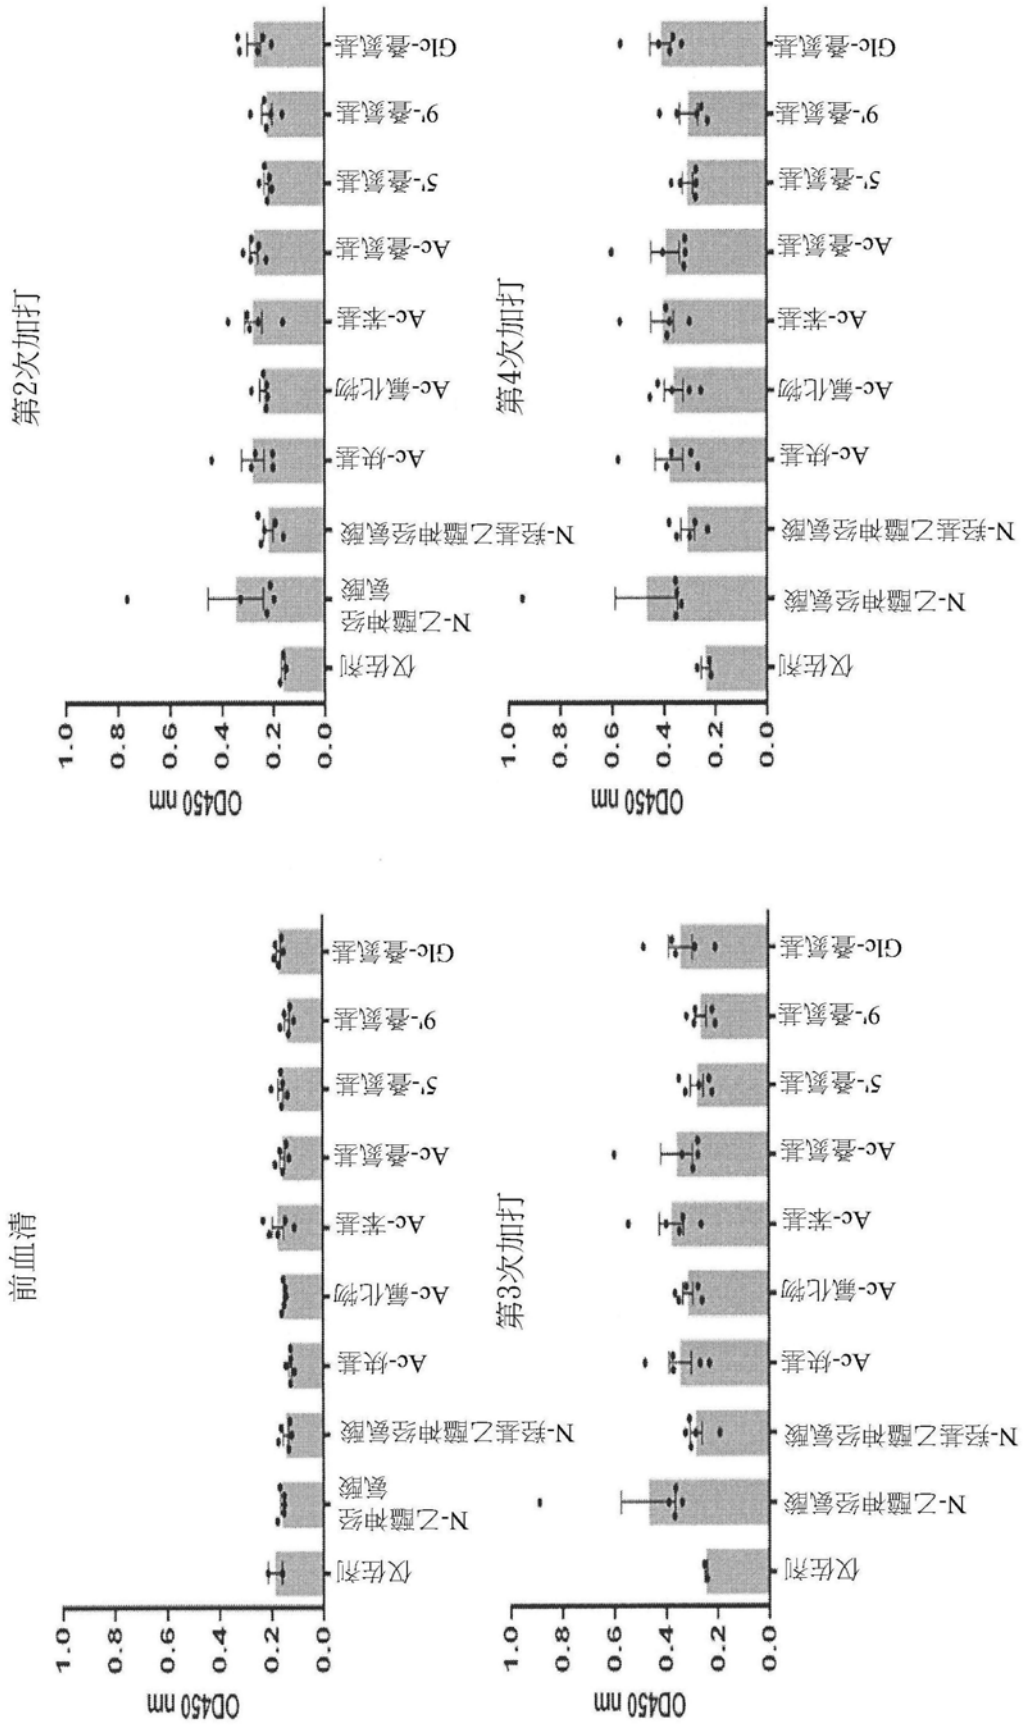 前血清
OD450 nm
1.0
0.8
0.6
0.4
0.2
0.0
仅佐剂
N-乙醯神经
氨酸
N-羟基乙醯神经氨酸
Ac-炔基
Ac-氟化物
Ac-苯基
Ac-叠氮基
5'-叠氮基
9'-叠氮基
Glc-叠氮基
第2次加打
OD450 nm
1.0
0.8
0.6
0.4
0.2
0.0
仅佐剂
N-乙醯神经
氨酸
N-羟基乙醯神经氨酸
Ac-炔基
Ac-氟化物
Ac-苯基
Ac-叠氮基
5'-叠氮基
9'-叠氮基
Glc-叠氮基
第3次加打
OD450 nm
1.0
0.8
0.6
0.4
0.2
0.0
仅佐剂
N-乙醯神经氨酸
N-羟基乙醯神经氨酸
Ac-炔基
Ac-氟化物
Ac-苯基
Ac-叠氮基
5'-叠氮基
9'-叠氮基
Glc-叠氮基
第4次加打
OD450 nm
1.0
0.8
0.6
0.4
0.2
0.0
仅佐剂
N-乙醯神经氨酸
N-羟基乙醯神经氨酸
Ac-炔基
Ac-氟化物
Ac-苯基
Ac-叠氮基
5'-叠氮基
9'-叠氮基
Glc-叠氮基